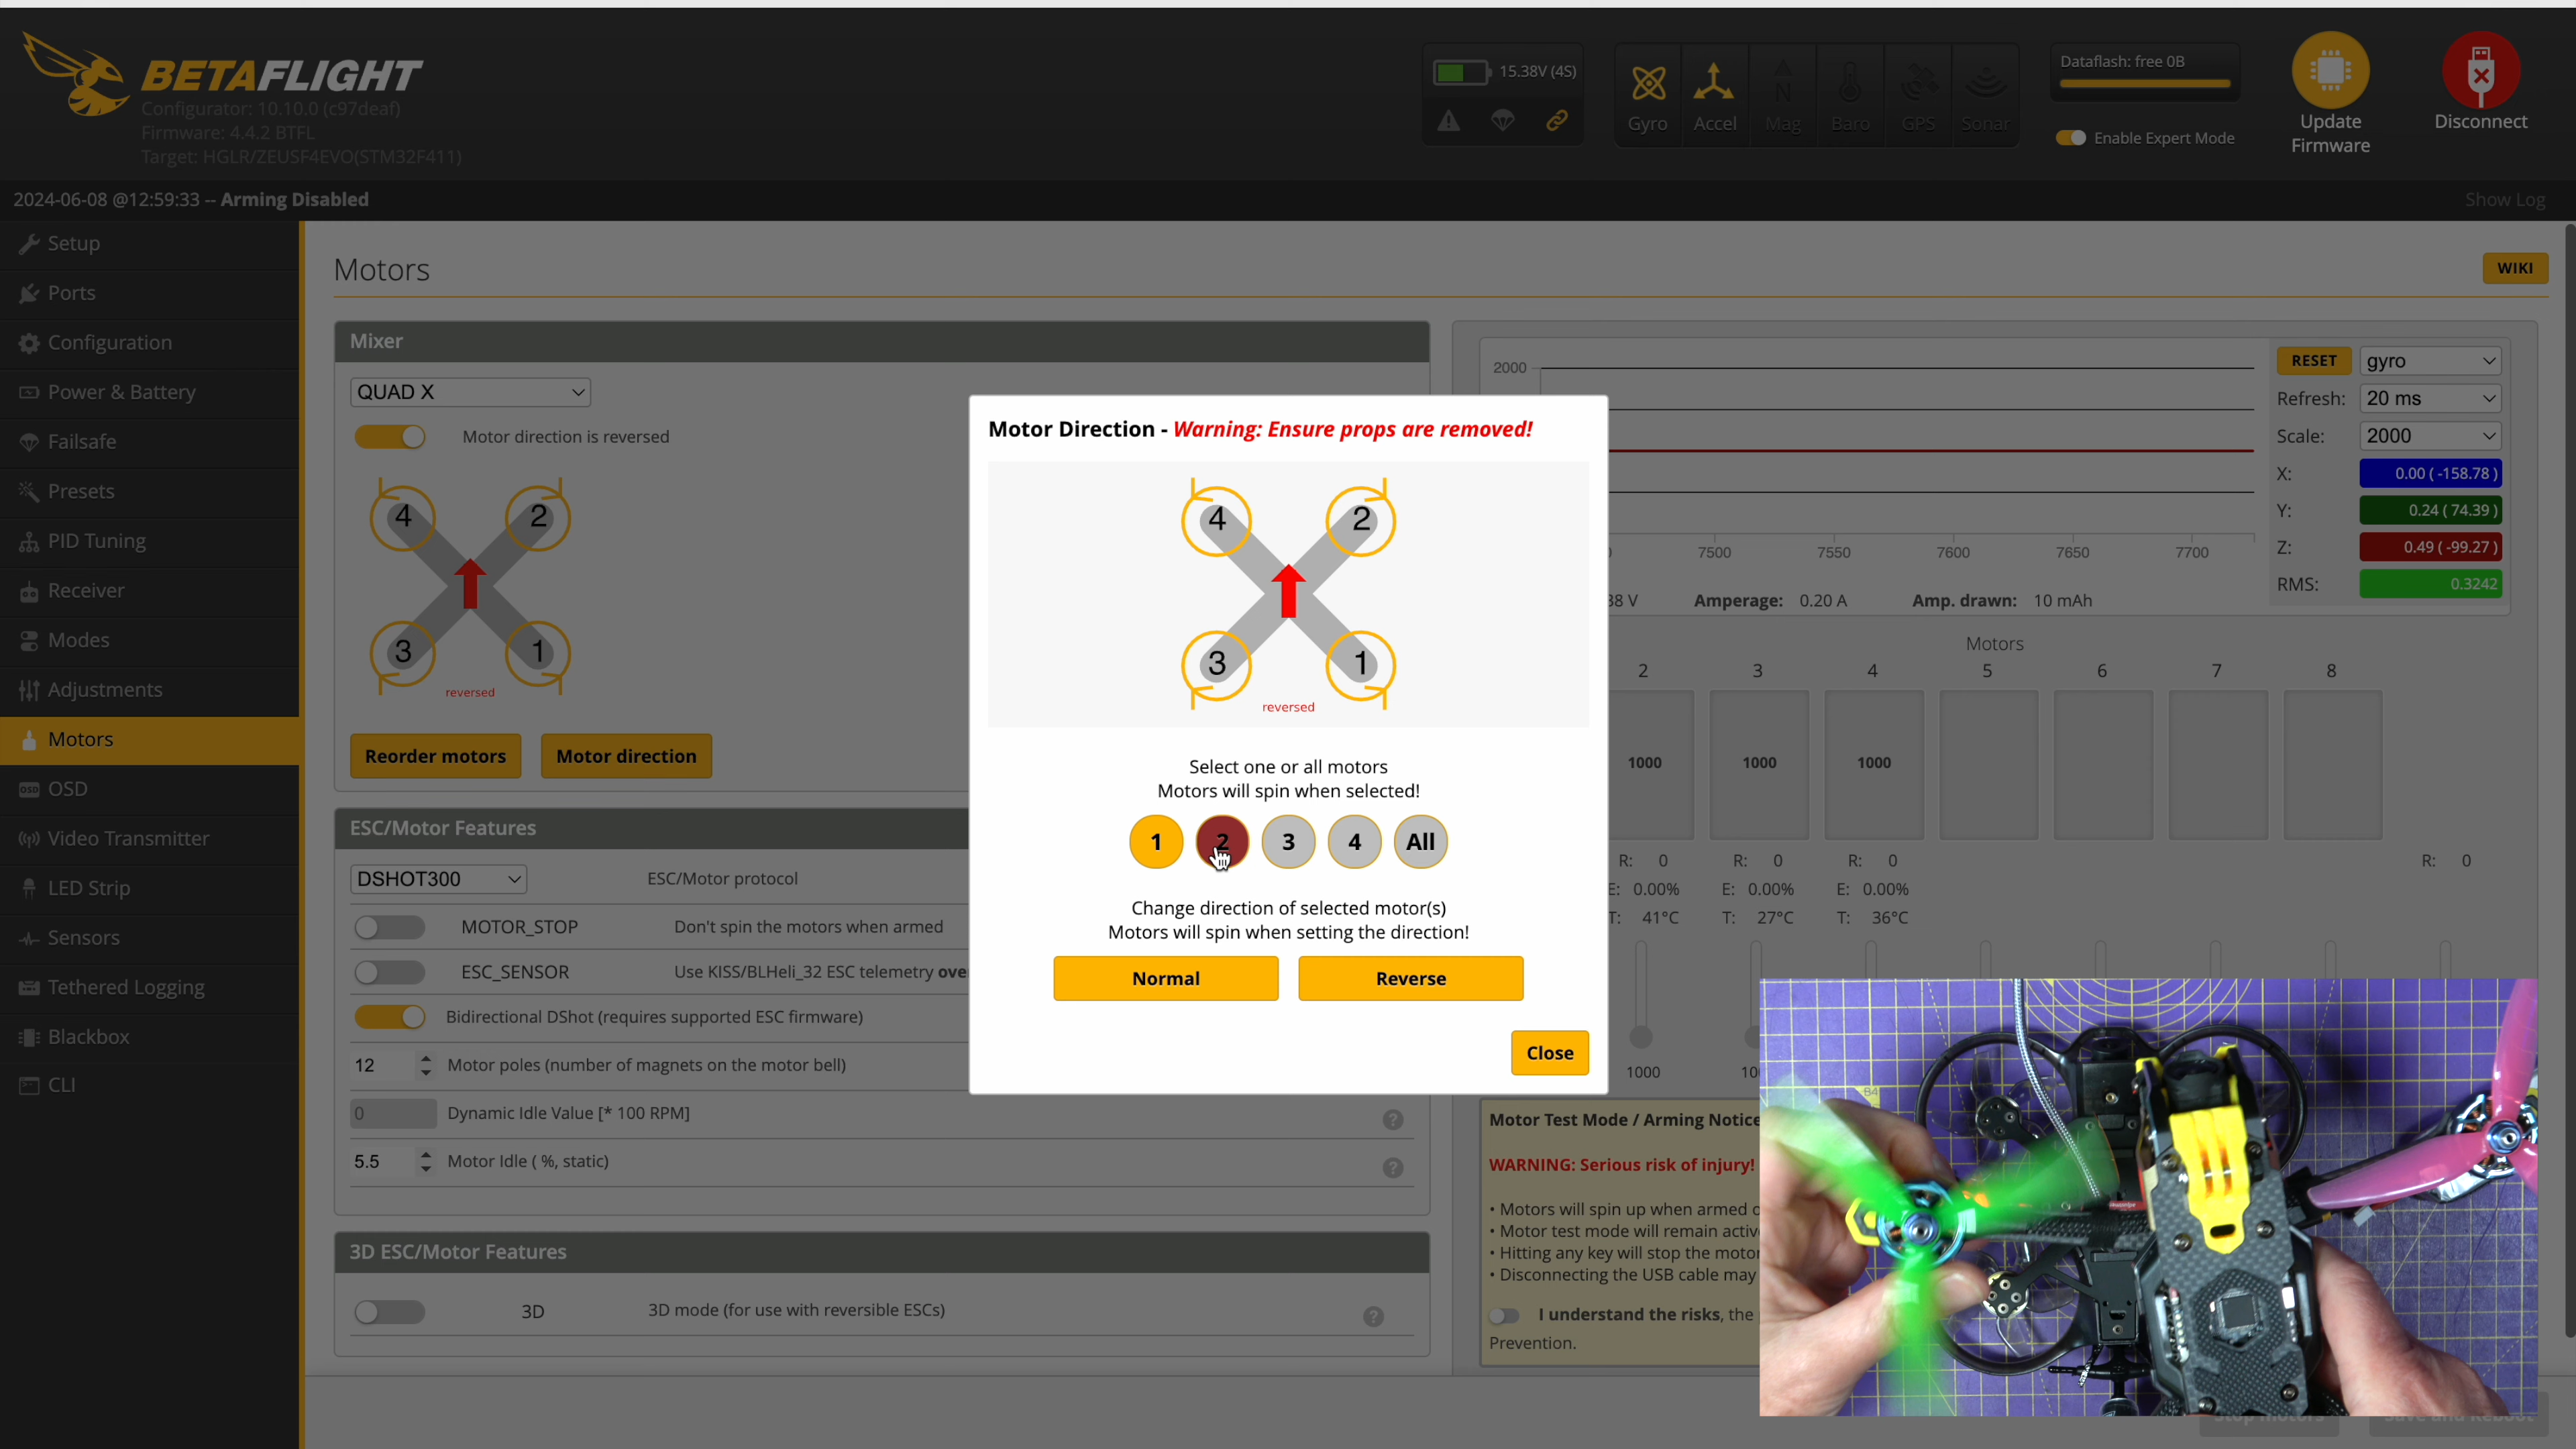 BETAFLIGHT
Configurator: 10.10.0 (c97deaf)
Firmware: 4.4.2 BTFL
Target: HGLR/ZEUSF4EVO(STM32F411)
15.38V (4S)
Gyro
Accel
Mag
Baro
GPS
Sonar
Dataflash: free 0B
Enable Expert Mode
Update
Firmware
Disconnect
2024-06-08 @12:59:33 -- Arming Disabled
Show Log
Setup
Ports
Configuration
Power & Battery
Failsafe
Presets
PID Tuning
Receiver
Modes
Adjustments
Motors
OSD
Video Transmitter
LED Strip
Sensors
Tethered Logging
Blackbox
CLI
Motors
WIKI
Mixer
QUAD X
Motor direction is reversed
4
2
3
1
reversed
Reorder motors
Motor direction
ESC/Motor Features
DSHOT300
ESC/Motor protocol
MOTOR_STOP
Don't spin the motors when armed
ESC_SENSOR
Use KISS/BLHeli_32 ESC telemetry ove
Bidirectional DShot (requires supported ESC firmware)
12
Motor poles (number of magnets on the motor bell)
0
Dynamic Idle Value [* 100 RPM]
?
5.5
Motor Idle ( %, static)
?
3D ESC/Motor Features
3D
3D mode (for use with reversible ESCs)
?
Motor Direction - Warning: Ensure props are removed!
4
2
3
1
reversed
Select one or all motors
Motors will spin when selected!
1
2
3
4
All
Change direction of selected motor(s)
Motors will spin when setting the direction!
Normal
Reverse
Close
2000
7500
7550
7600
7650
7700
RESET
gyro
Refresh:
20 ms
Scale:
2000
X:
0.00 ( -158.78 )
Y:
0.24 ( 74.39 )
Z:
0.49 ( -99.27 )
RMS:
0.3242
38 V
Amperage: 0.20 A
Amp. drawn: 10 mAh
Motors
2
3
4
5
6
7
8
1000
1000
1000
R: 0
R: 0
R: 0
R: 0
E: 0.00%
E: 0.00%
E: 0.00%
T: 41°C
T: 27°C
T: 36°C
1000
10
Motor Test Mode / Arming Notice
WARNING: Serious risk of injury!
• Motors will spin up when armed
• Motor test mode will remain activ
• Hitting any key will stop the moto
• Disconnecting the USB cable may
I understand the risks, the
Prevention.